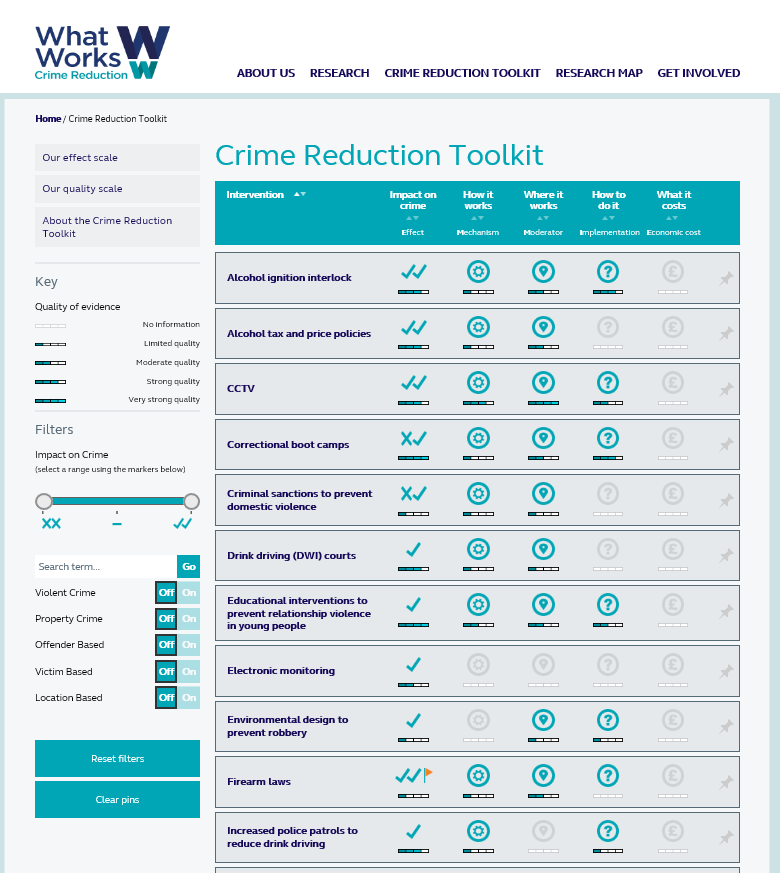 What
Works
Crime Reduction
ABOUT US RESEARCH CRIME REDUCTION TOOLKIT RESEARCH MAP GET INVOLVED
Home / Crime Reduction Toolkit
Our effect scale
Our quality scale
About the Crime Reduction
Toolkit
Key
Quality of evidence
No information
Limited quality
Moderate quality
Strong quality
Very strong quality
Filters
Impact on Crime
(select a range using the markers below)
Search term... Go
Violent Crime Off On
Property Crime Off On
Offender Based Off On
Victim Based Off On
Location Based Off On
Reset filters
Clear pins
Crime Reduction Toolkit
Intervention
Impact on
crime
Effect
How it
works
Mechanism
Where it
works
Moderator
How to
do it
Implementation
What it
costs
Economic cost
Alcohol ignition interlock
Alcohol tax and price policies
CCTV
Correctional boot camps
Criminal sanctions to prevent
domestic violence
Drink driving (DWI) courts
Educational interventions to
prevent relationship violence
in young people
Electronic monitoring
Environmental design to
prevent robbery
Firearm laws
Increased police patrols to
reduce drink driving